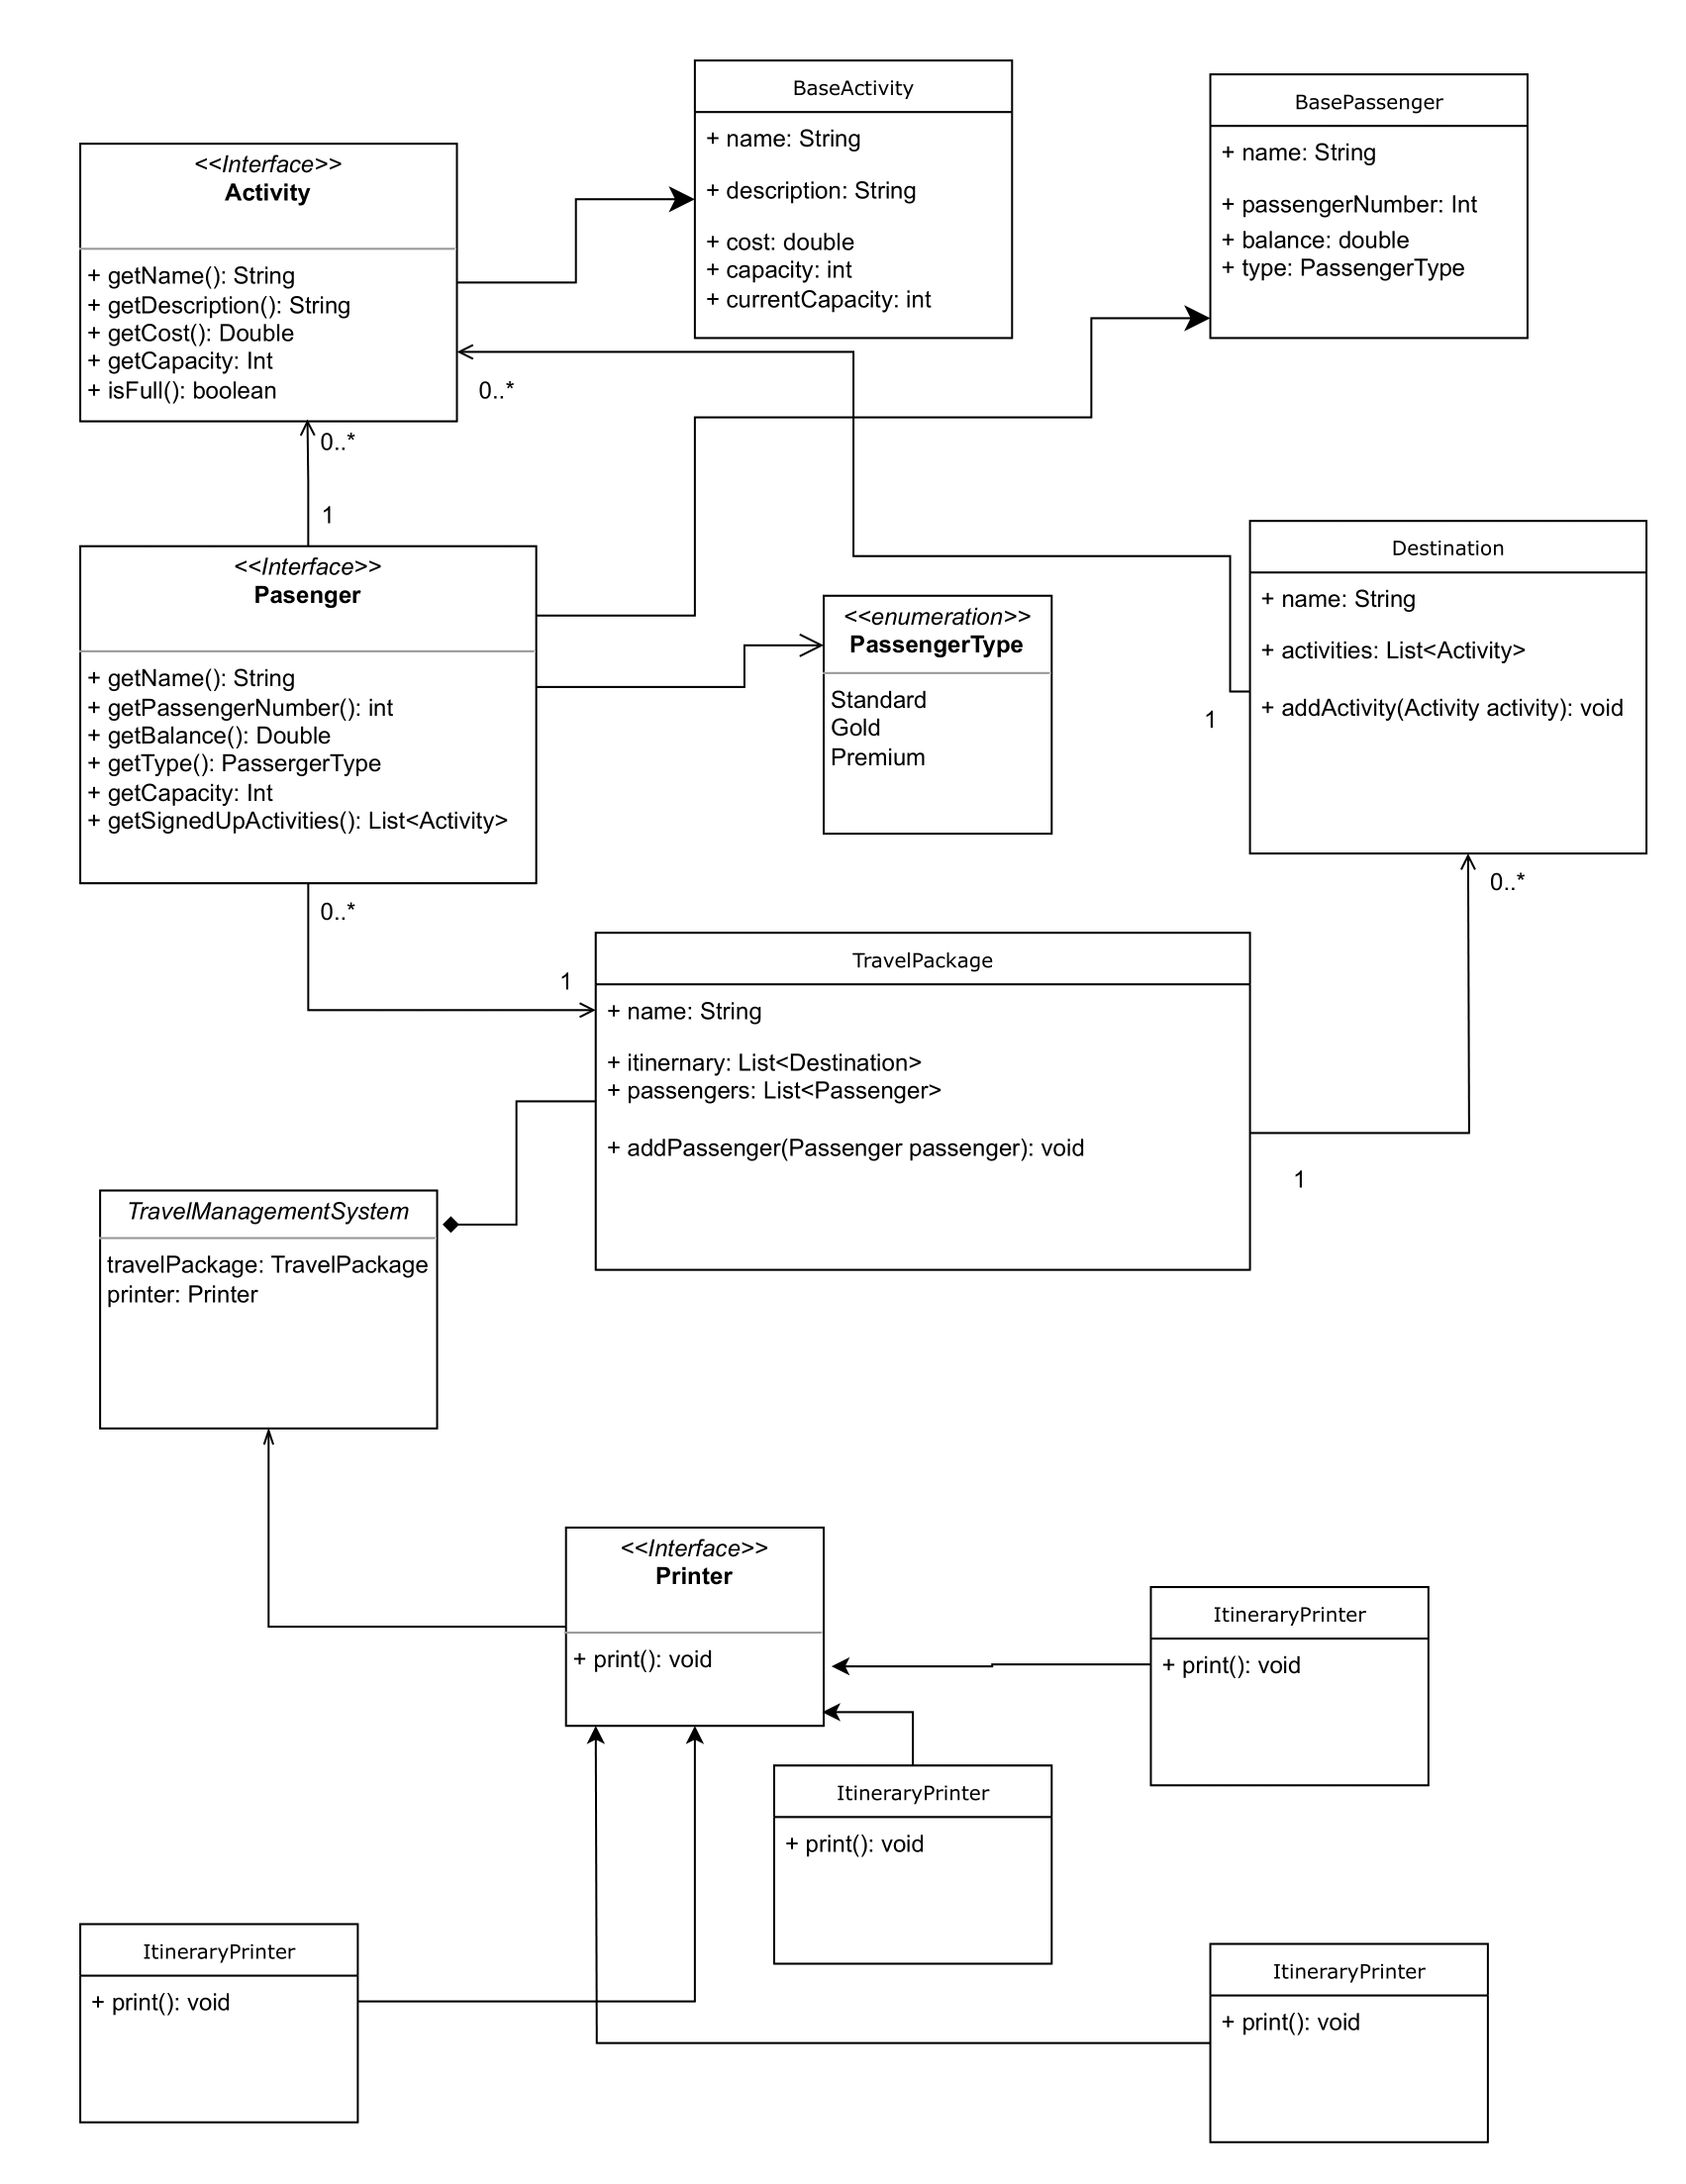 BaseActivity
+ name: String
+ description: String
+ cost: double
+ capacity: int
+ currentCapacity: int
BasePassenger
+ name: String
+ passengerNumber: Int
+ balance: double
+ type: PassengerType
<<Interface>>
Activity
+ getName(): String
+ getDescription(): String
+ getCost(): Double
+ getCapacity: Int
+ isFull(): boolean
0..*
0..*
1
<<Interface>>
Pasenger
+ getName(): String
+ getPassengerNumber(): int
+ getBalance(): Double
+ getType(): PassergerType
+ getCapacity: Int
+ getSignedUpActivities(): List<Activity>
<<enumeration>>
PassengerType
Standard
Gold
Premium
Destination
+ name: String
+ activities: List<Activity>
+ addActivity(Activity activity): void
1
0..*
0..*
1
TravelPackage
+ name: String
+ itinernary: List<Destination>
+ passengers: List<Passenger>
+ addPassenger(Passenger passenger): void
1
TravelManagementSystem
travelPackage: TravelPackage
printer: Printer
<<Interface>>
Printer
+ print(): void
ItineraryPrinter
+ print(): void
ItineraryPrinter
+ print(): void
ItineraryPrinter
+ print(): void
ItineraryPrinter
+ print(): void